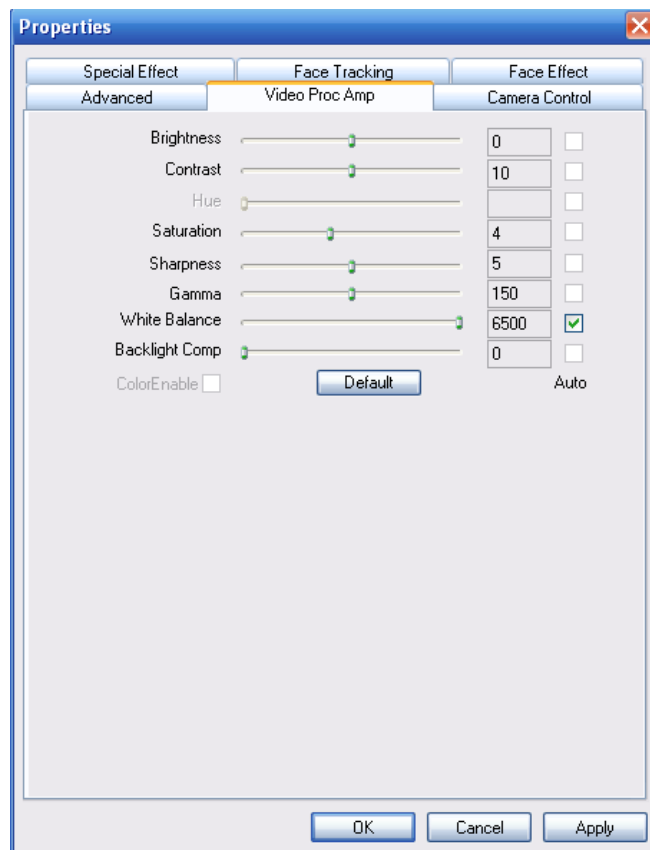 Properties
Special Effect Face Tracking Face Effect
Advanced Video Proc Amp Camera Control
Brightness 0
Contrast 10
Hue
Saturation 4
Sharpness 5
Gamma 150
White Balance 6500
Backlight Comp 0
ColorEnable Default Auto
OK Cancel Apply